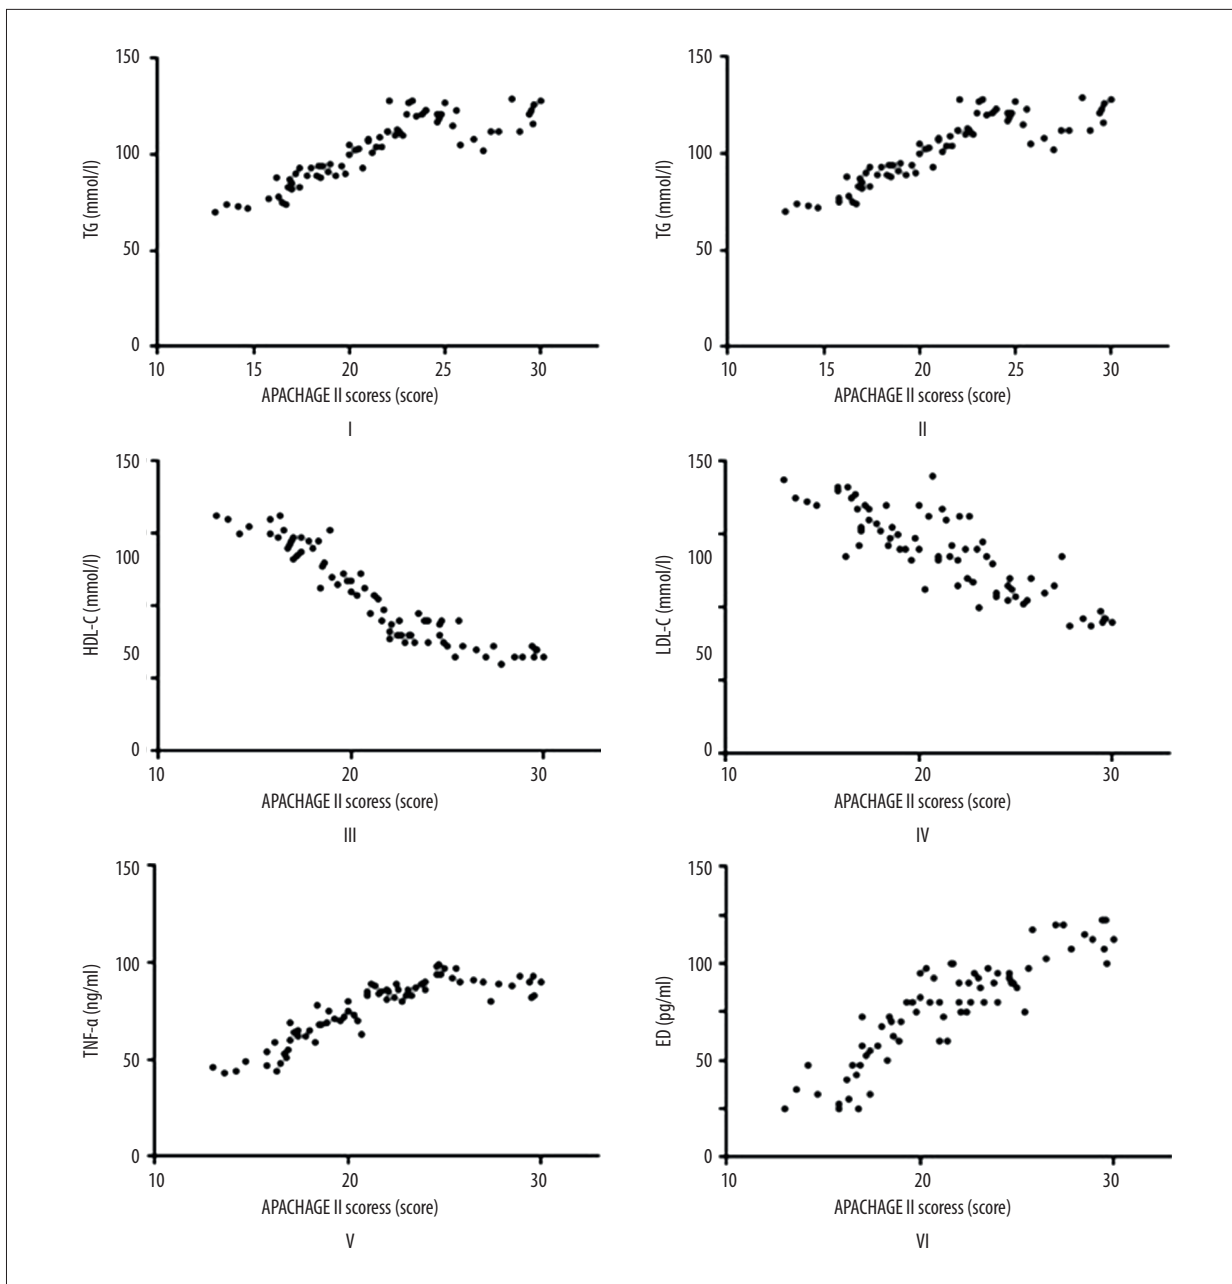 150
100
50
0
TG (mmol/l)
10 15 20 25 30
APACHAGE II scoress (score)
I
150
100
50
0
TG (mmol/l)
10 15 20 25 30
APACHAGE II scoress (score)
II
150
100
50
0
HDL-C (mmol/l)
10 20 30
APACHAGE II scoress (score)
III
150
100
50
0
LDL-C (mmol/l)
10 20 30
APACHAGE II scoress (score)
IV
150
100
50
0
TNF-α (ng/ml)
10 20 30
APACHAGE II scoress (score)
V
150
100
50
0
ED (pg/ml)
10 20 30
APACHAGE II scoress (score)
VI